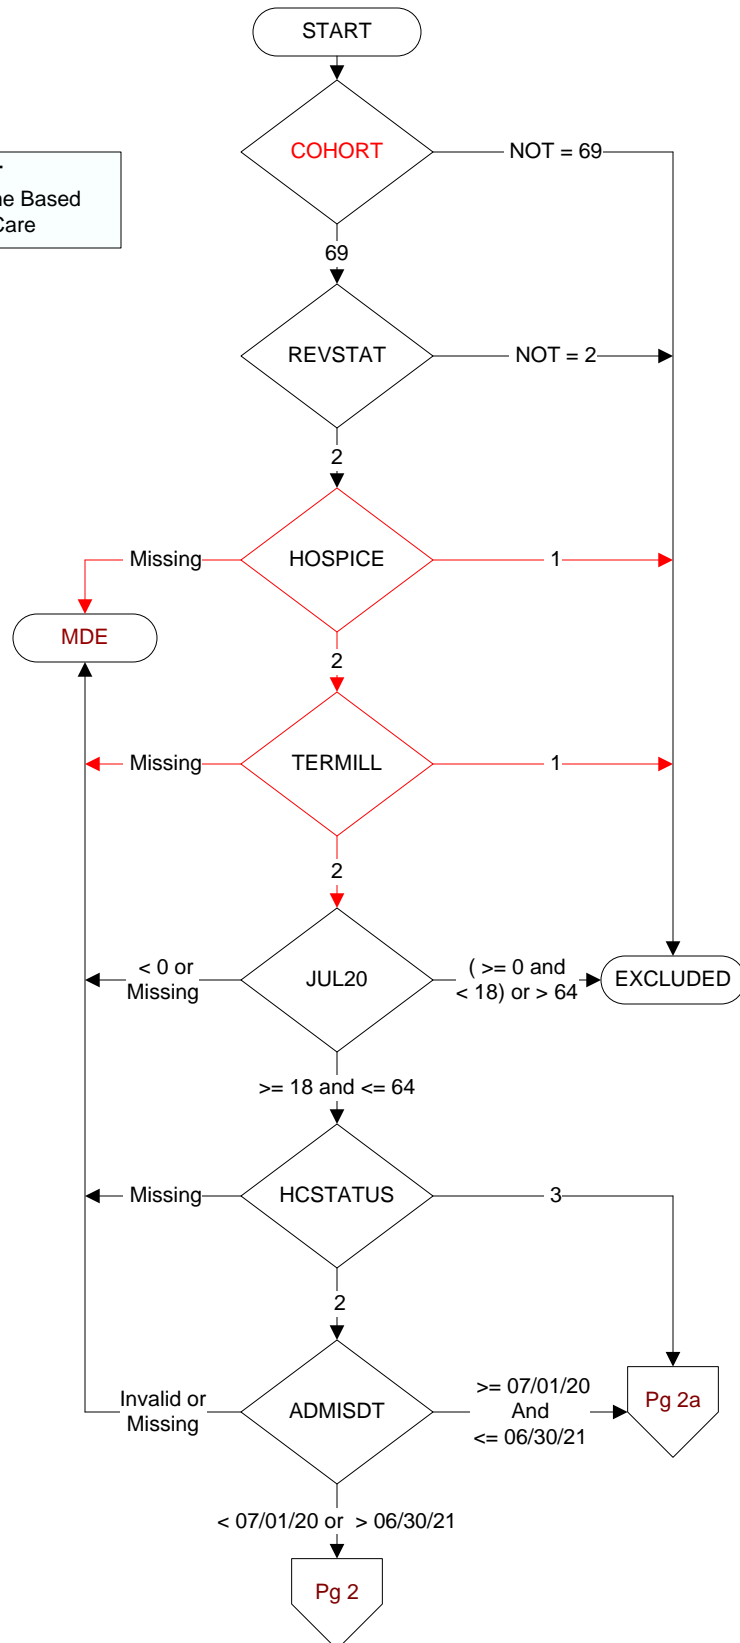 START
COHORT
NOT = 69
Based
Care
69
REVSTAT
NOT = 2
2
Missing
HOSPICE
1
MDE
2
Missing
TERMILL
1
2
< 0 or
Missing
JUL20
( >= 0 and
< 18) or > 64
EXCLUDED
>= 18 and <= 64
Missing
HCSTATUS
3
2
Invalid or
Missing
ADMISDT
>= 07/01/20
And
<= 06/30/21
Pg 2a
< 07/01/20 or > 06/30/21
Pg 2